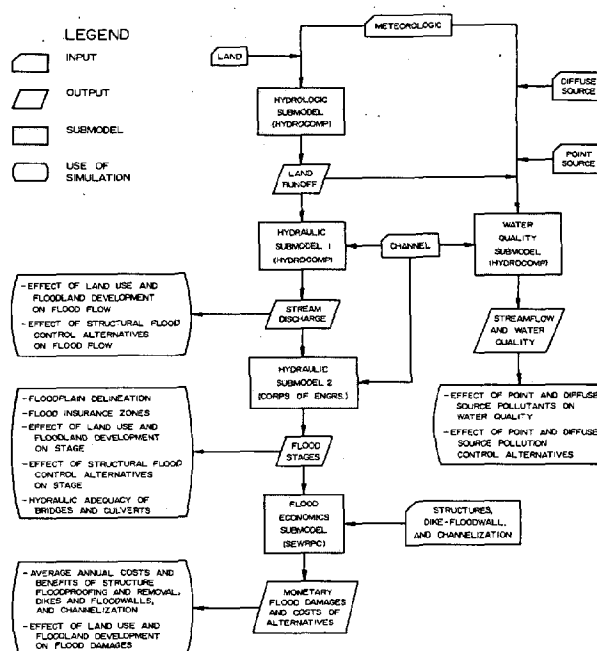 LEGEND
INPUT
OUTPUT
SUBMODEL
USE OF
SIMULATION
METEOROLOGIC
LAND
DIFFUSE
SOURCE
HYDROLOGIC
SUBMODEL
(HYDROCOMP)
POINT
SOURCE
LAND
RUNOFF
HYDRAULIC
SUBMODEL 1
(HYDROCOMP)
CHANNEL
WATER
QUALITY
SUBMODEL
(HYDROCOMP)
- EFFECT OF LAND USE AND
FLOODLAND DEVELOPMENT
ON FLOOD FLOW
- EFFECT OF STRUCTURAL FLOOD
CONTROL ALTERNATIVES
ON FLOOD FLOW
STREAM
DISCHARGE
STREAMFLOW
AND WATER
QUALITY
HYDRAULIC
SUBMODEL 2
(CORPS OF ENGRS.)
- FLOODPLAIN DELINEATION
- FLOOD INSURANCE ZONES
- EFFECT OF LAND USE AND
FLOODLAND DEVELOPMENT
ON STAGE
- EFFECT OF STRUCTURAL FLOOD
CONTROL ALTERNATIVES
ON STAGE
- HYDRAULIC ADEQUACY OF
BRIDGES AND CULVERTS
FLOOD
STAGES
- EFFECT OF POINT AND DIFFUSE
SOURCE POLLUTANTS ON
WATER QUALITY
- EFFECT OF POINT AND DIFFUSE
SOURCE POLLUTION
CONTROL ALTERNATIVES
FLOOD
ECONOMICS
SUBMODEL
(SEWRPC)
STRUCTURES,
DIKE-FLOODWALL,
AND CHANNELIZATION
- AVERAGE ANNUAL COSTS AND
BENEFITS OF STRUCTURE
FLOODPROOFING AND REMOVAL,
DIKES AND FLOODWALLS,
AND CHANNELIZATION
- EFFECT OF LAND USE AND
FLOODLAND DEVELOPMENT
ON FLOOD DAMAGES
MONETARY
FLOOD DAMAGES
AND COSTS OF
ALTERNATIVES